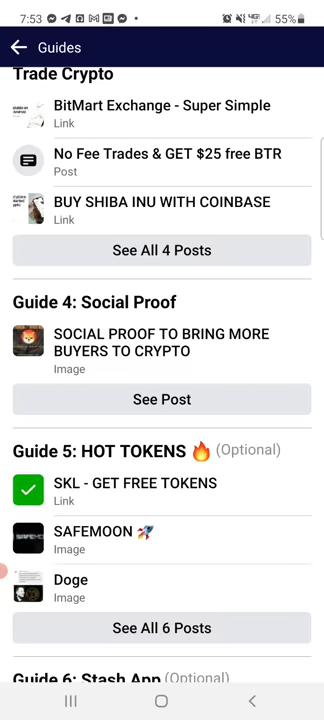 7:53
55%
Guides
Trade Crypto
BitMart Exchange - Super Simple
Link
No Fee Trades & GET $25 free BTR
Post
BUY SHIBA INU WITH COINBASE
Link
See All 4 Posts
Guide 4: Social Proof
SOCIAL PROOF TO BRING MORE
BUYERS TO CRYPTO
Image
See Post
Guide 5: HOT TOKENS 🔥 (Optional)
SKL - GET FREE TOKENS
Link
SAFEMOON 🚀
Image
Doge
Image
See All 6 Posts
Guide 6: Stash App (Optional)